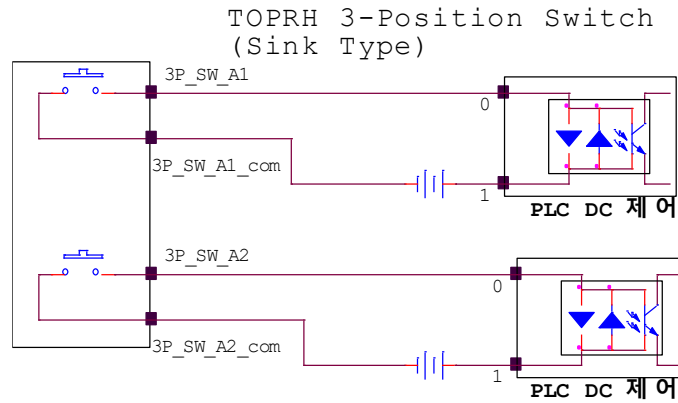 TOPRH 3-Position Switch
(Sink Type)
3P_SW_A1
0
3P_SW_A1_com
1
PLC DC 제어
3P_SW_A2
0
3P_SW_A2_com
1
PLC DC 제어